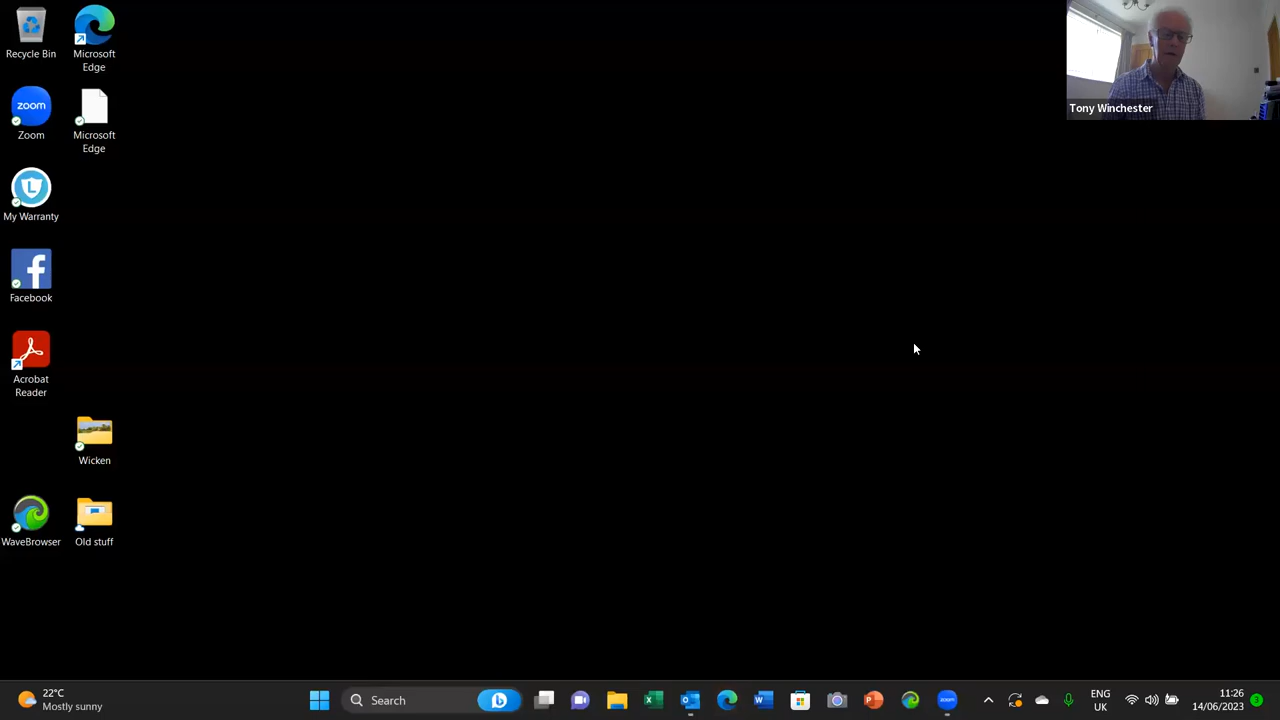 Recycle Bin
Microsoft
Edge
zoom
Zoom
Microsoft
Edge
L
My Warranty
Facebook
Acrobat
Reader
Wicken
WaveBrowser
Old stuff
Tony Winchester
22°C
Mostly sunny
Search
ENG
UK
11:26
14/06/2023